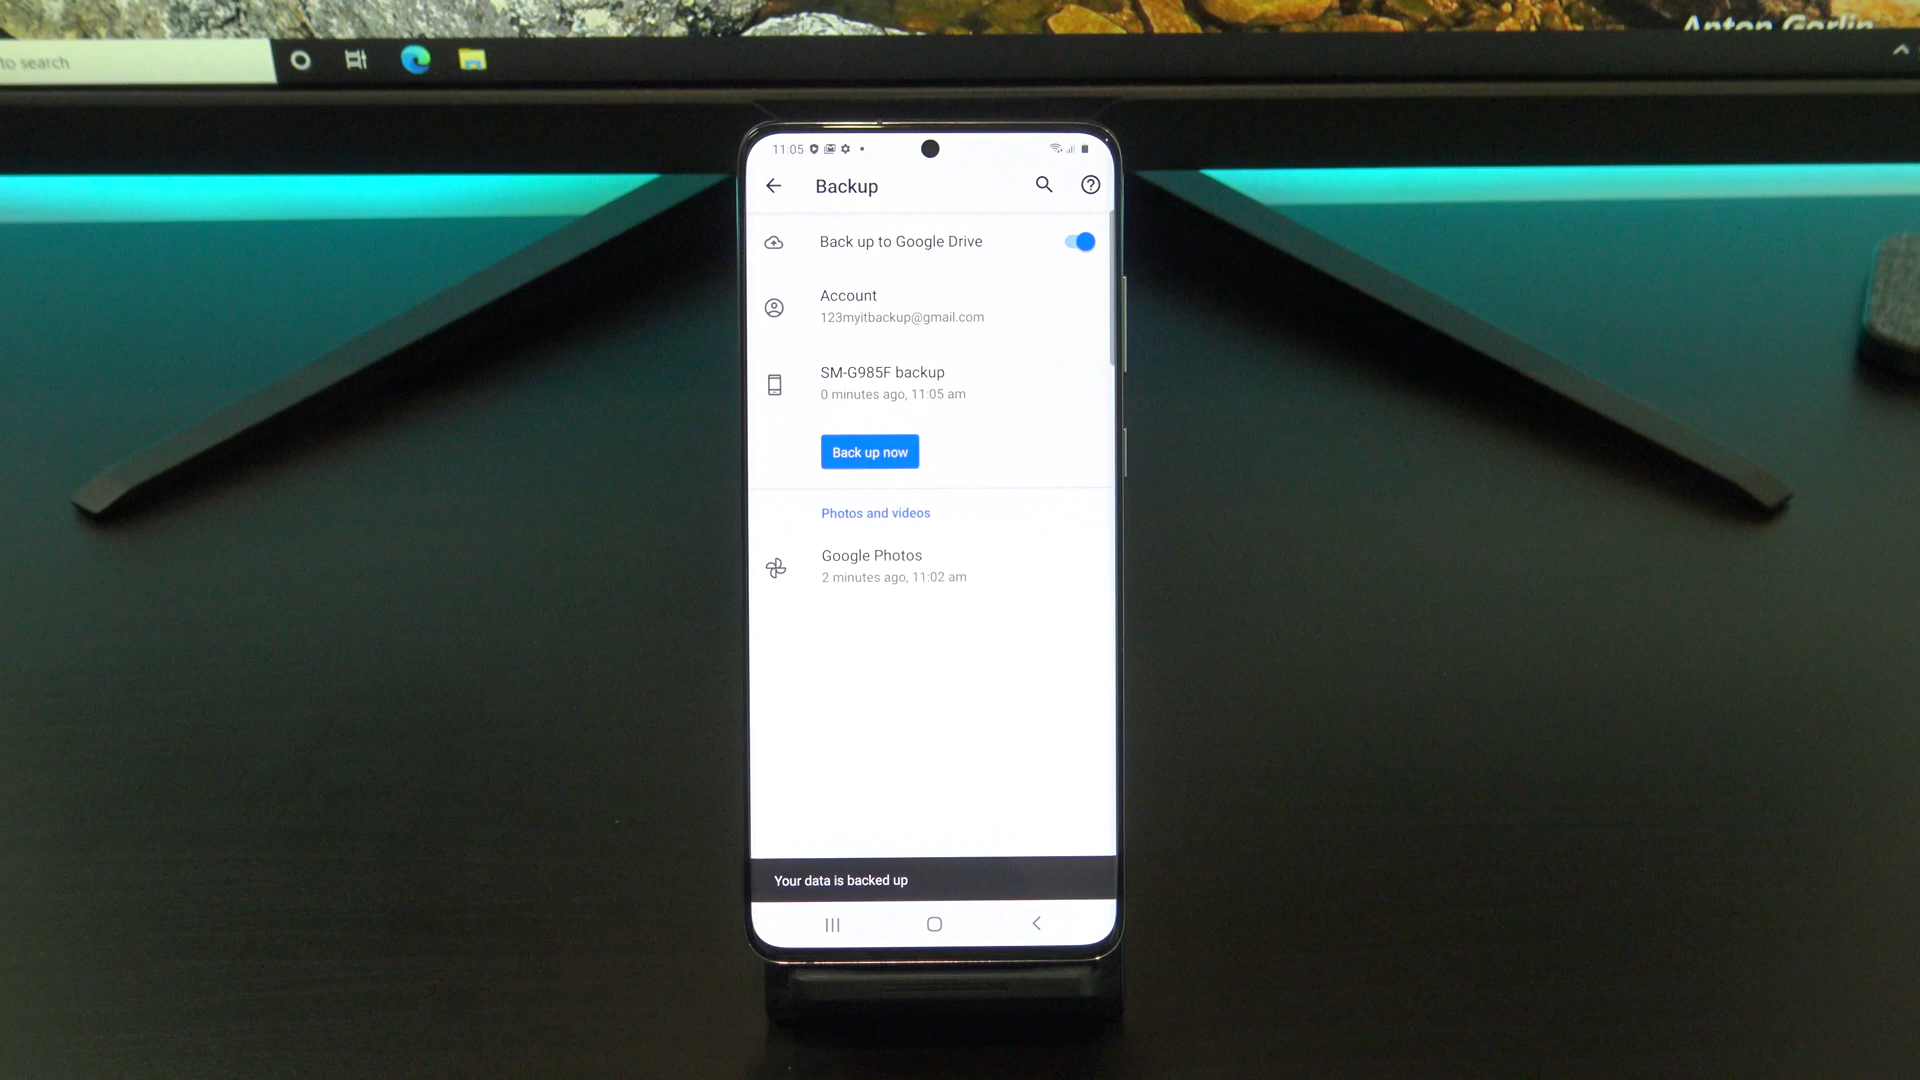 Anton Gorlin
to search
11:05
Backup
Back up to Google Drive
Account
123myitbackup@gmail.com
SM-G985F backup
0 minutes ago, 11:05 am
Back up now
Photos and videos
Google Photos
2 minutes ago, 11:02 am
Your data is backed up